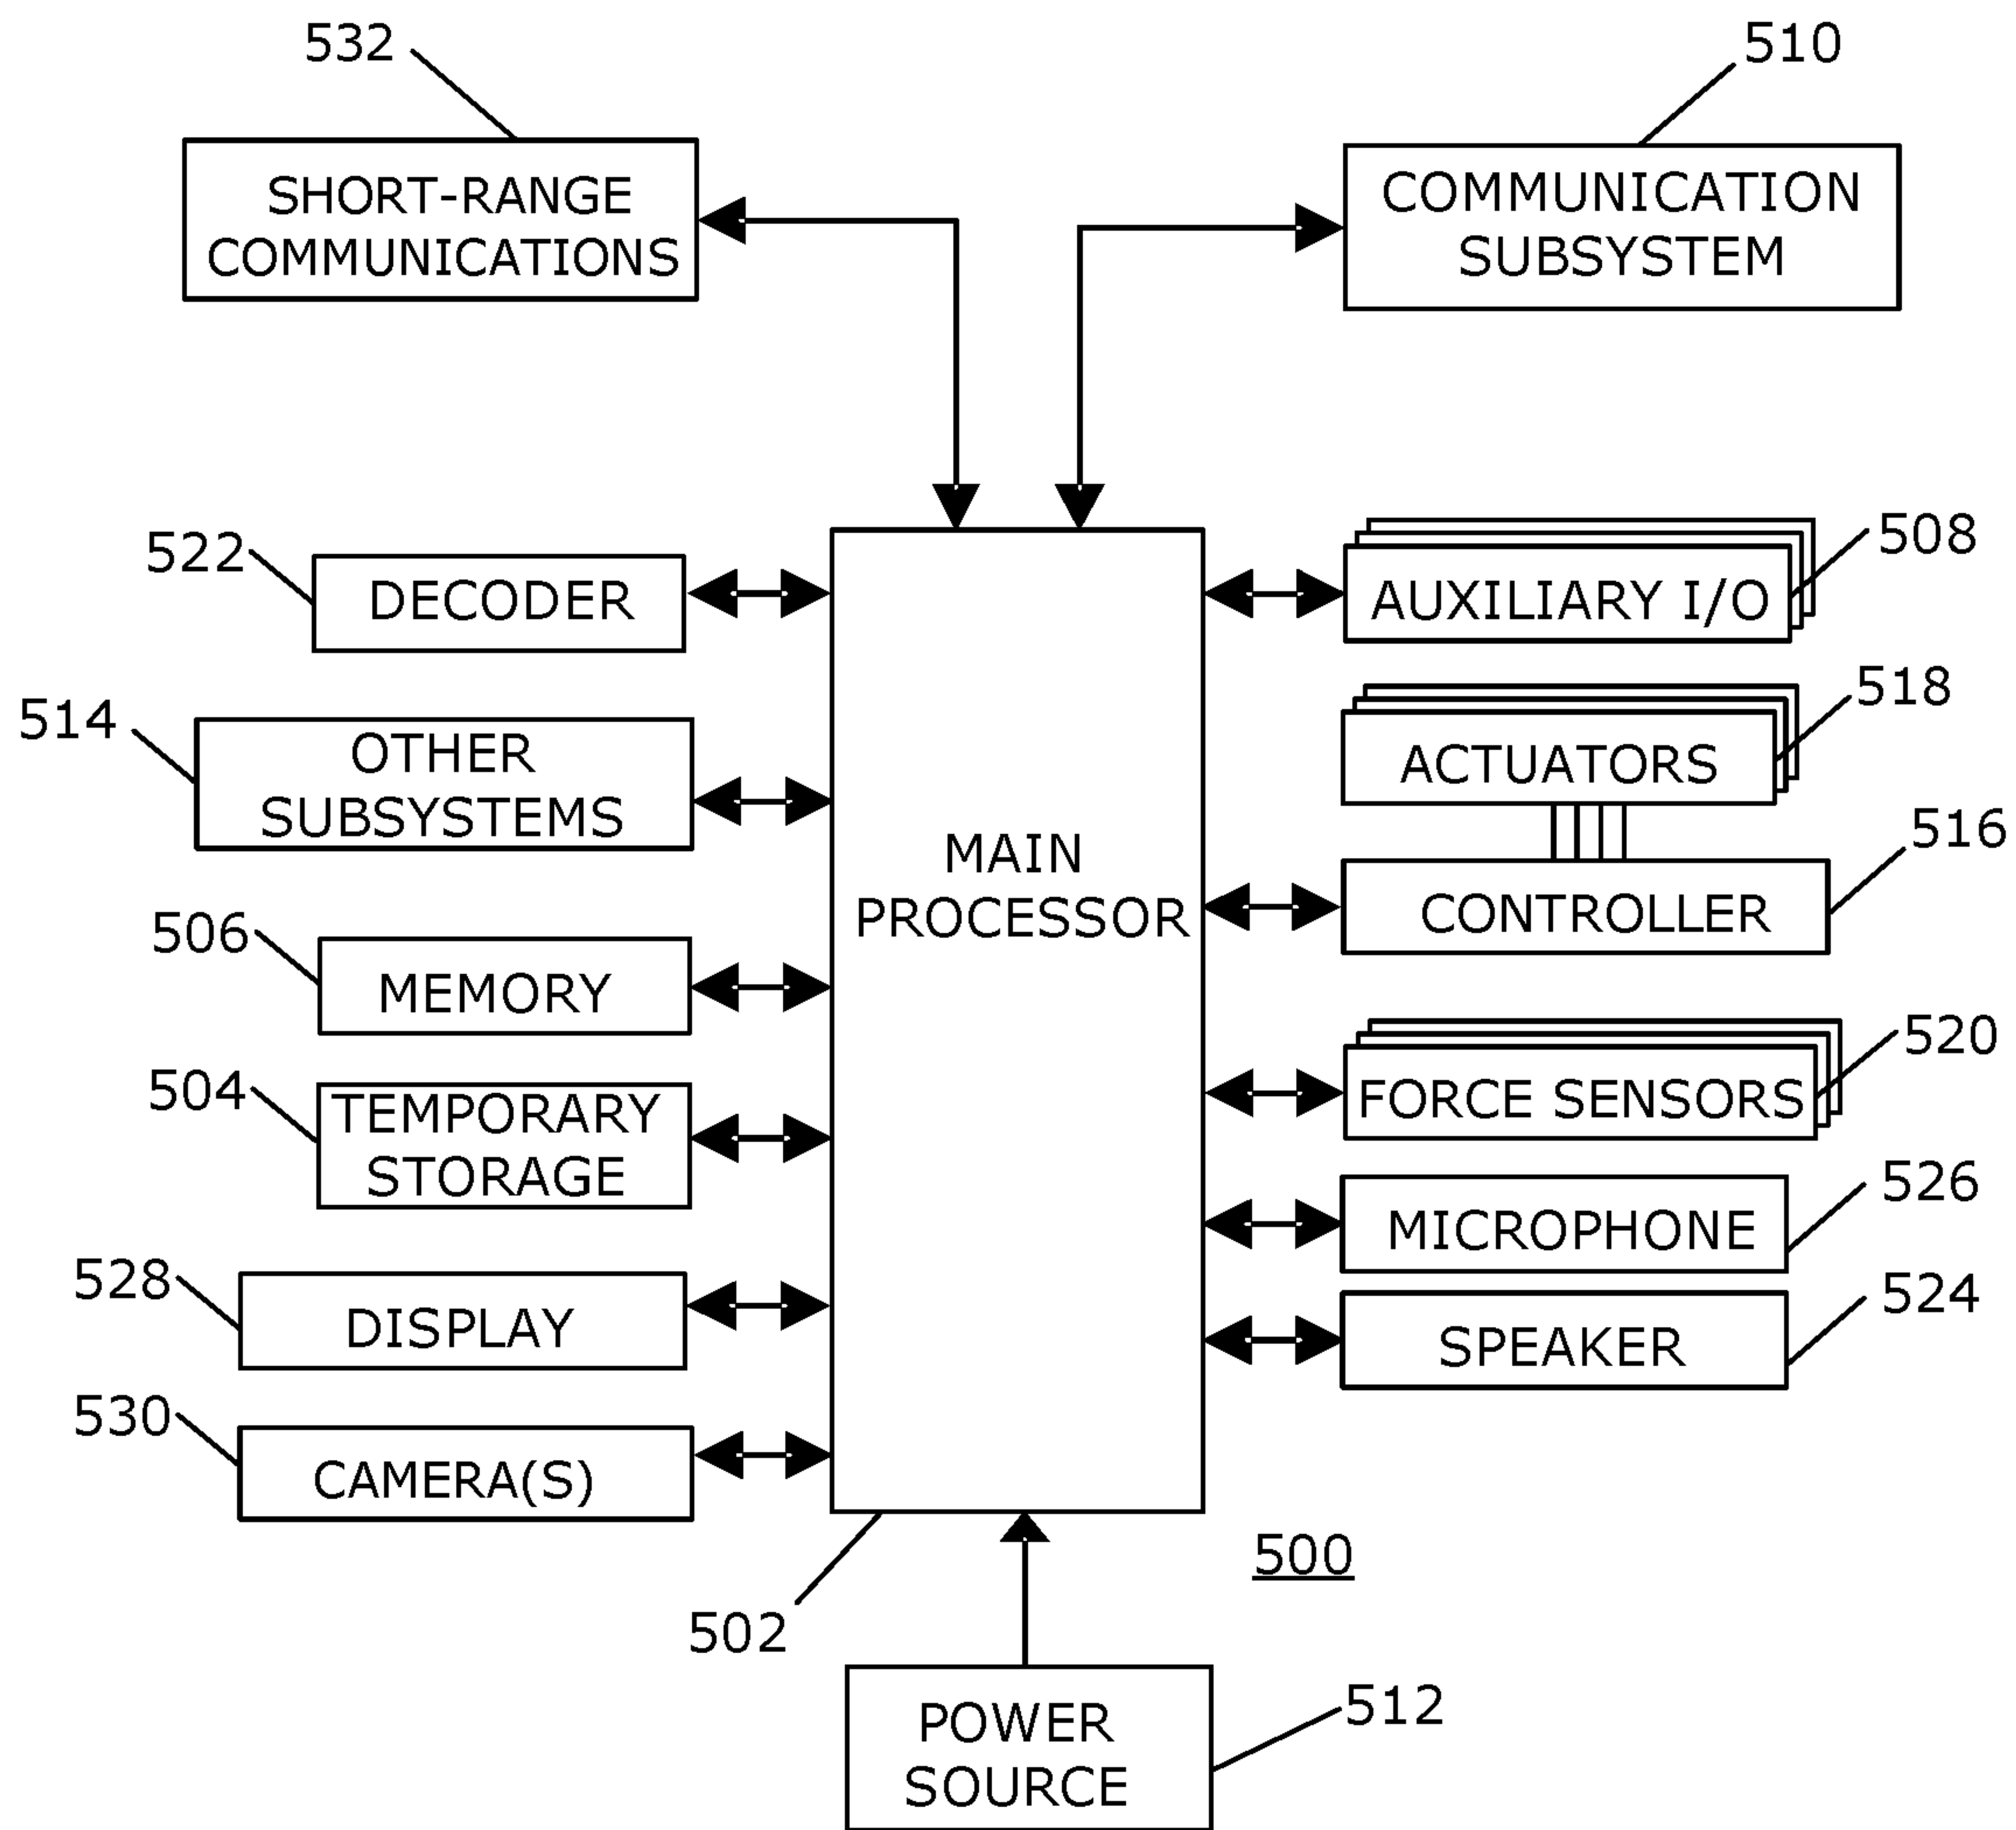 532
510
SHORT-RANGE
COMMUNICATIONS
COMMUNICATION
SUBSYSTEM
522
DECODER
AUXILIARY I/O
508
514
OTHER
SUBSYSTEMS
ACTUATORS
518
MAIN
PROCESSOR
CONTROLLER
516
506
MEMORY
FORCE SENSORS
520
504
TEMPORARY
STORAGE
MICROPHONE
526
528
DISPLAY
SPEAKER
524
530
CAMERA(S)
500
502
POWER
SOURCE
512